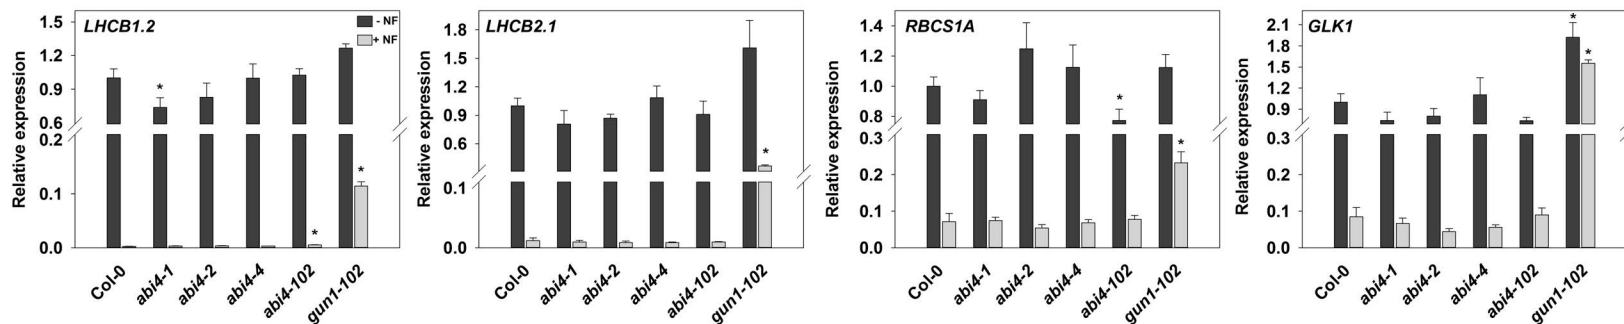 LHCB1.2
- NF
+ NF
Relative expression
1.5
1.2
0.9
0.6
0.2
0.1
0.0
*
*
*
Col-0
abi4-1
abi4-2
abi4-4
abi4-102
gun1-102
LHCB2.1
Relative expression
1.8
1.5
1.2
0.9
0.6
0.1
0.0
*
Col-0
abi4-1
abi4-2
abi4-4
abi4-102
gun1-102
RBCS1A
Relative expression
1.4
1.2
1.0
0.8
0.3
0.2
0.1
0.0
*
*
Col-0
abi4-1
abi4-2
abi4-4
abi4-102
gun1-102
GLK1
Relative expression
2.1
1.8
1.5
1.2
0.9
0.3
0.2
0.1
0.0
*
*
Col-0
abi4-1
abi4-2
abi4-4
abi4-102
gun1-102